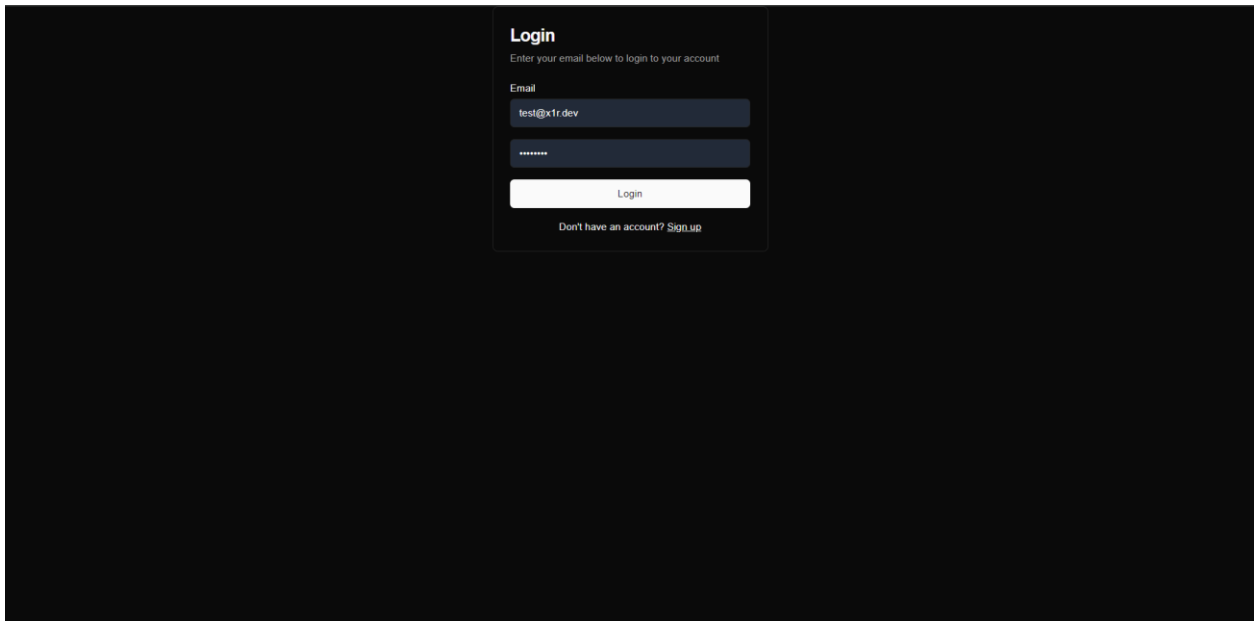 Login
Enter your email below to login to your account
Email
test@x1r.dev
••••••••
Login
Don't have an account? Sign up